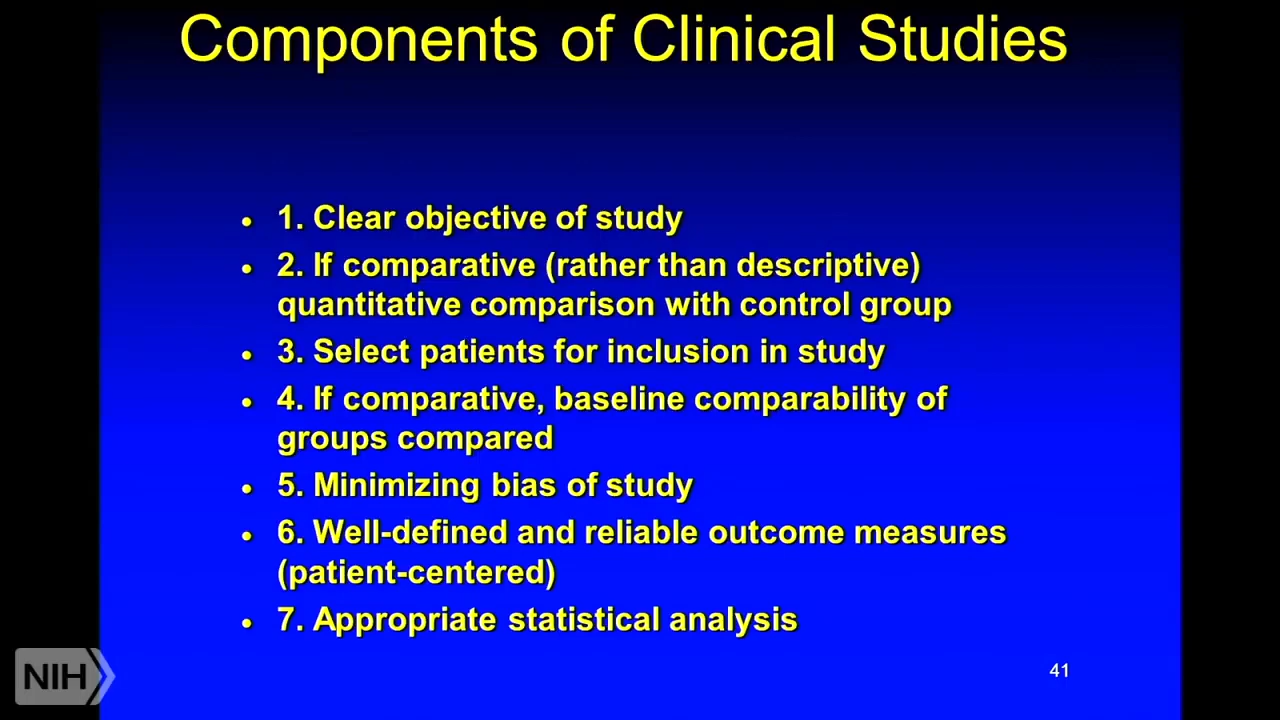 Components of Clinical Studies
• 1. Clear objective of study
• 2. If comparative (rather than descriptive)
quantitative comparison with control group
• 3. Select patients for inclusion in study
• 4. If comparative, baseline comparability of
groups compared
• 5. Minimizing bias of study
• 6. Well-defined and reliable outcome measures
(patient-centered)
• 7. Appropriate statistical analysis
NIH
41